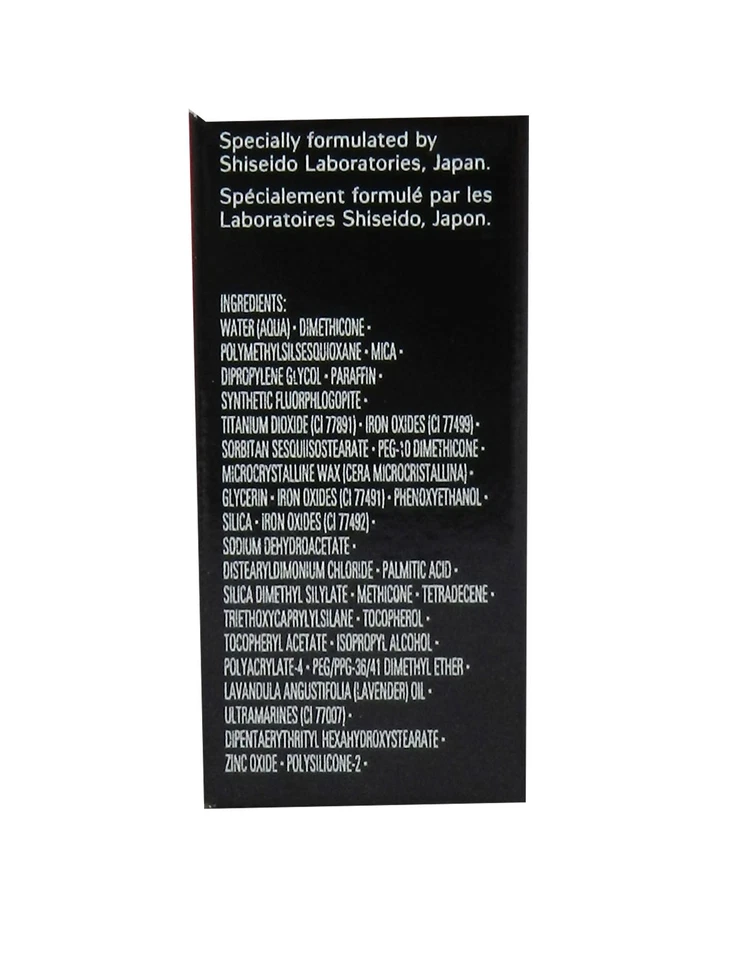 Specially formulated by
Shiseido Laboratories, Japan.
Spécialement formulé par les
Laboratoires Shiseido, Japon.
INGREDIENTS:
WATER (AQUA) • DIMETHICONE •
POLYMETHYLSILSESQUIOXANE • MICA •
DIPROPYLENE GLYCOL • PARAFFIN •
SYNTHETIC FLUORPHLOGOPITE •
TITANIUM DIOXIDE (CI 77891) • IRON OXIDES (CI 77499) •
SORBITAN SESQUIISOSTEARATE • PEG-10 DIMETHICONE •
MICROCRYSTALLINE WAX (CERA MICROCRISTALLINA) •
GLYCERIN • IRON OXIDES (CI 77491) • PHENOXYETHANOL •
SILICA • IRON OXIDES (CI 77492) •
SODIUM DEHYDROACETATE •
DISTEARYLDIMONIUM CHLORIDE • PALMITIC ACID •
SILICA DIMETHYL SILYLATE • METHICONE • TETRADECENE •
TRIETHOXYCAPRYLYLSILANE • TOCOPHEROL •
TOCOPHERYL ACETATE • ISOPROPYL ALCOHOL •
POLYACRYLATE-4 • PEG/PPG-36/41 DIMETHYL ETHER •
LAVANDULA ANGUSTIFOLIA (LAVENDER) OIL •
ULTRAMARINES (CI 77007) •
DIPENTAERYTHRITYL HEXAHYDROXYSTEARATE •
ZINC OXIDE • POLYSILICONE-2 •